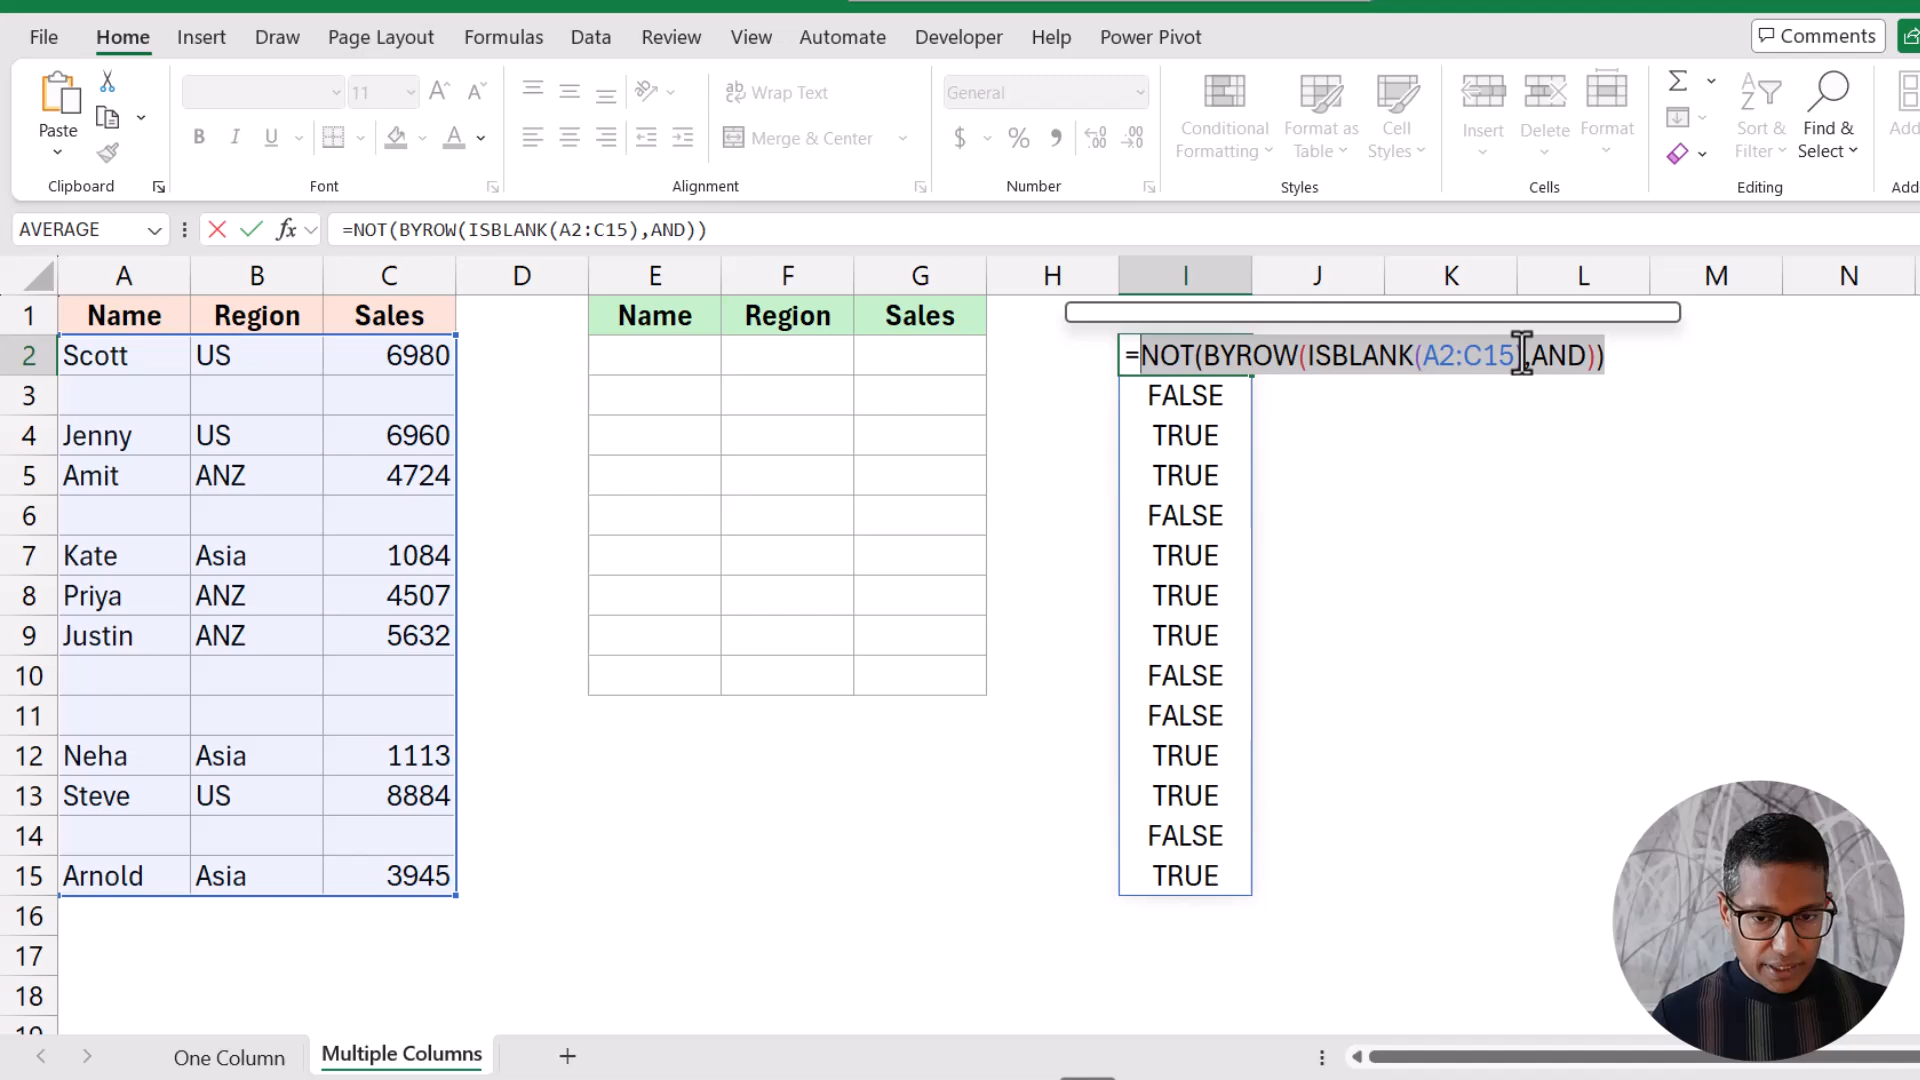 File Home Insert Draw Page Layout Formulas Data Review View Automate Developer Help Power Pivot Comments
Paste
Clipboard
11
B I U A
Font
Wrap Text
Merge & Center
Alignment
General
$ % 9
Number
Conditional Formatting
Format as Table
Cell Styles
Styles
Insert Delete Format
Cells
Sort & Filter
Find & Select
Editing
Add
Add
AVERAGE fx =NOT(BYROW(ISBLANK(A2:C15),AND))
A B C D E F G H I J K L M N
1 Name Region Sales Name Region Sales
2 Scott US 6980 =NOT(BYROW(ISBLANK(A2:C15),AND))
3 FALSE
4 Jenny US 6960 TRUE
5 Amit ANZ 4724 TRUE
6 FALSE
7 Kate Asia 1084 TRUE
8 Priya ANZ 4507 TRUE
9 Justin ANZ 5632 TRUE
10 FALSE
11 FALSE
12 Neha Asia 1113 TRUE
13 Steve US 8884 TRUE
14 FALSE
15 Arnold Asia 3945 TRUE
16
17
18
19
One Column Multiple Columns +